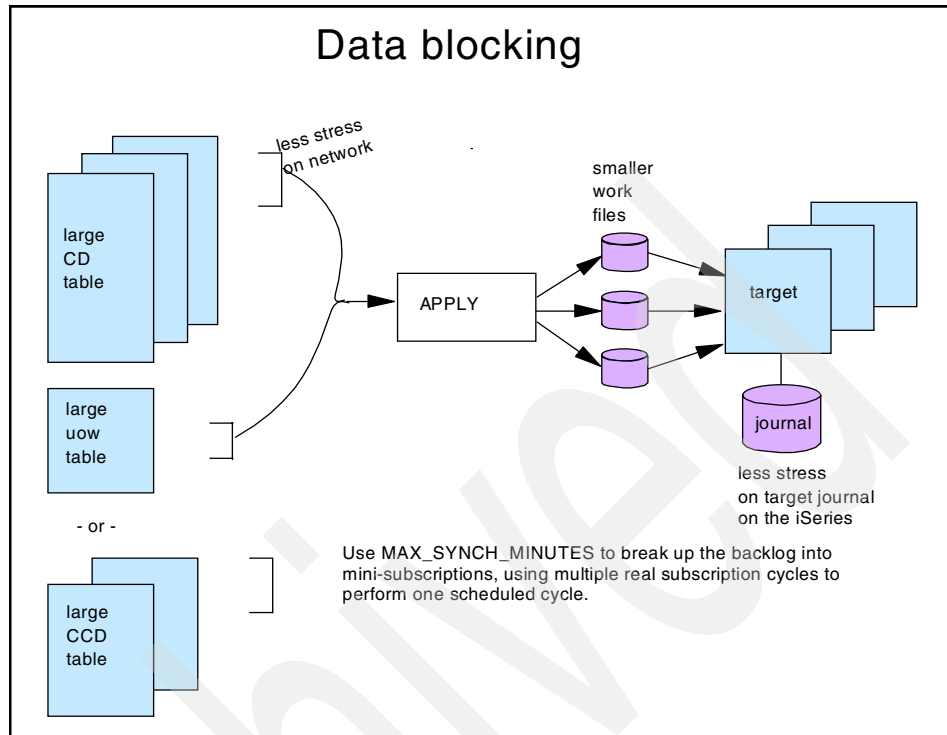 Data blocking
less stress
on network
large
CD
table
large
uow
table
- or -
large
CCD
table
APPLY
smaller
work
files
target
journal
less stress
on target journal
on the iSeries
Use MAX_SYNCH_MINUTES to break up the backlog into
mini-subscriptions, using multiple real subscription cycles to
perform one scheduled cycle.
hived